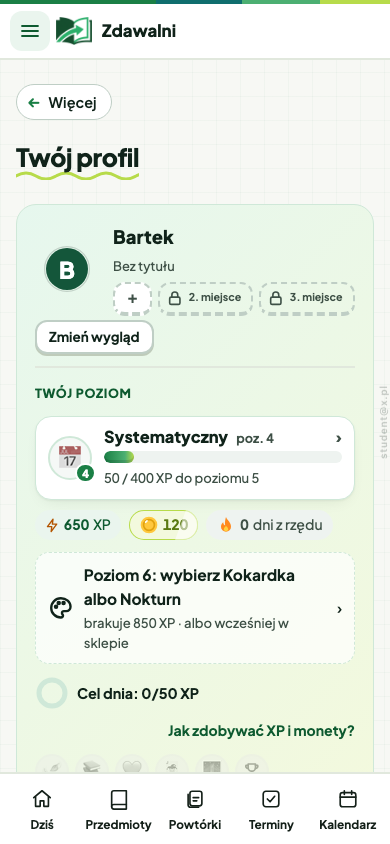 Zdawalni
Więcej
Twój profil
B
Bartek
Bez tytułu
+
2. miejsce
3. miejsce
Zmień wygląd
TWÓJ POZIOM
17
4
Systematyczny poz. 4
50 / 400 XP do poziomu 5
650 XP
120
0 dni z rzędu
Poziom 6: wybierz Kokardka
albo Nokturn
brakuje 850 XP · albo wcześniej w
sklepie
Cel dnia: 0/50 XP
Jak zdobywać XP i monety?
student@x.pl
Dziś
Przedmioty
Powtórki
Terminy
Kalendarz